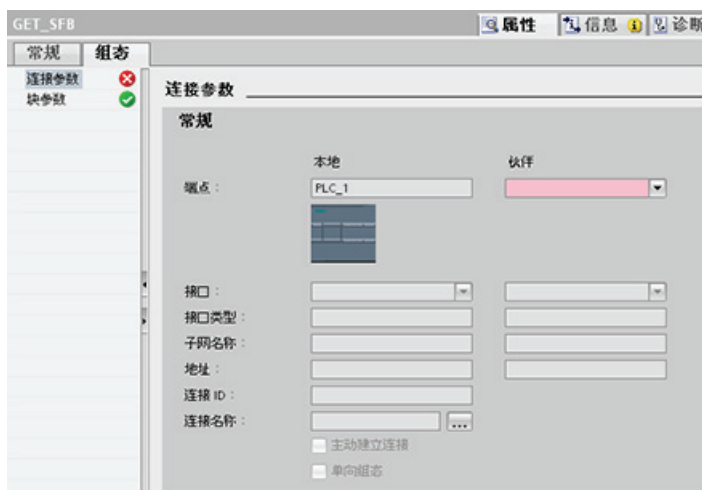 GET_SFB 属性 信息 诊断
常规 组态
连接参数
块参数
连接参数
常规
本地 伙伴
端点： PLC_1
接口：
接口类型：
子网名称：
地址：
连接 ID：
连接名称： ...
主动建立连接
单向组态